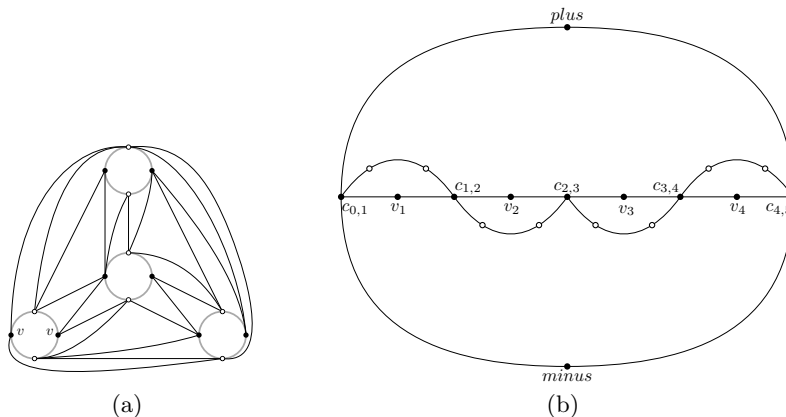 plus
c0,1
v1
c1,2
v2
c2,3
v3
c3,4
v4
minus
v v
(a) (b)